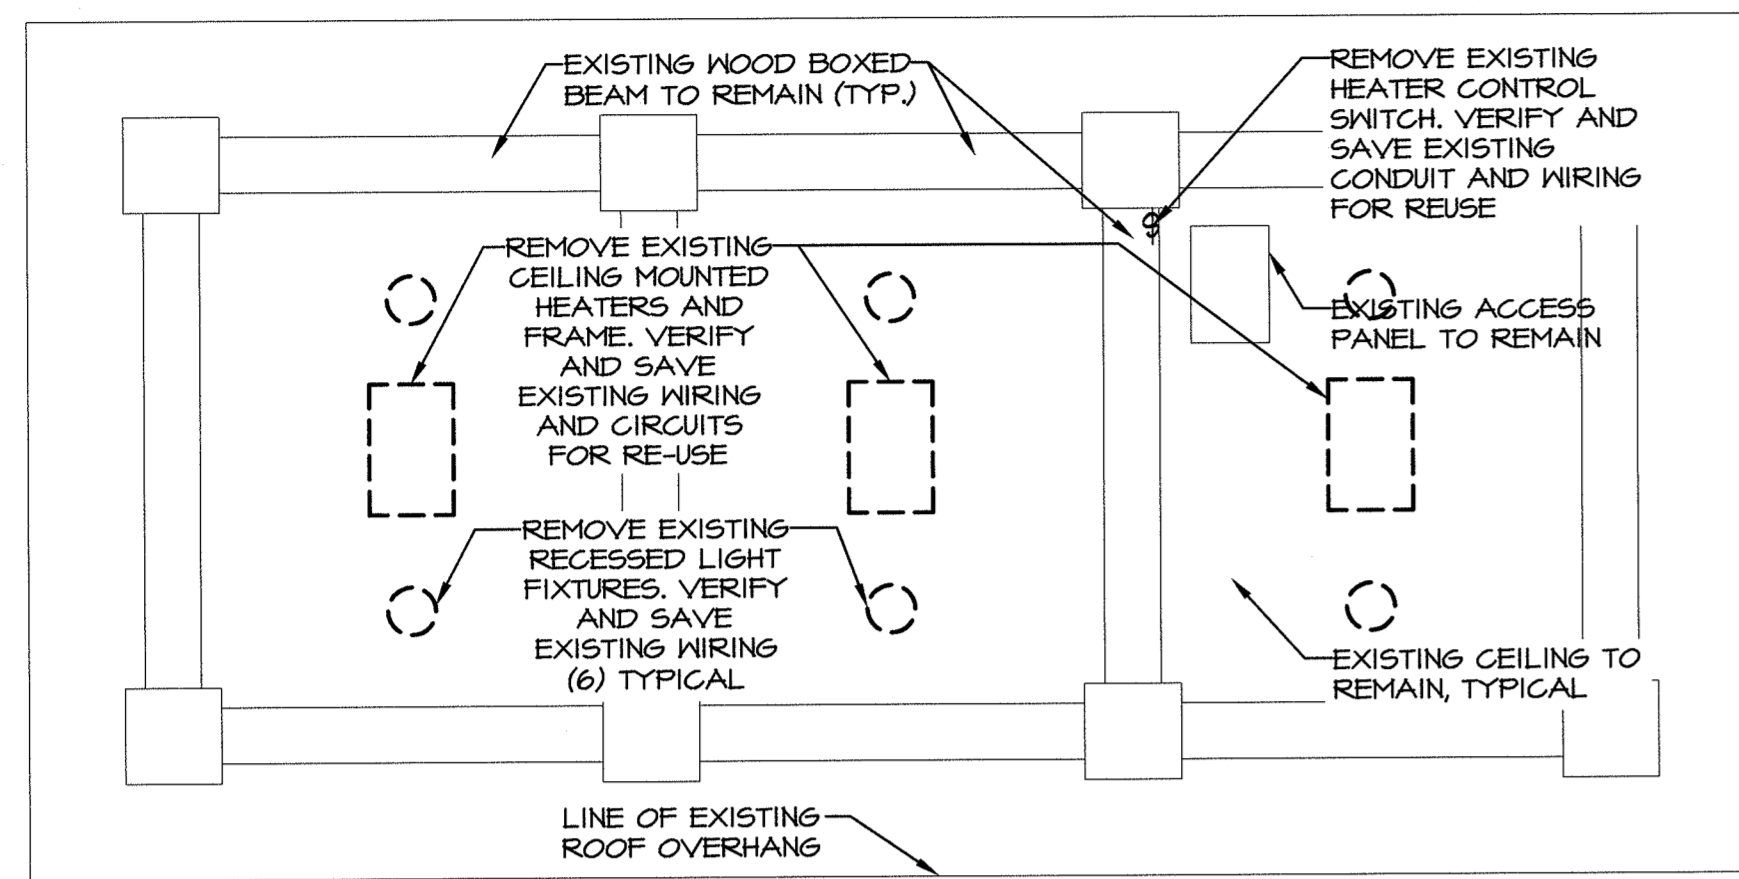 EXISTING WOOD BOXED
BEAM TO REMAIN (TYP.)
REMOVE EXISTING
HEATER CONTROL
SWITCH. VERIFY AND
SAVE EXISTING
CONDUIT AND WIRING
FOR REUSE
$
REMOVE EXISTING
CEILING MOUNTED
HEATERS AND
FRAME. VERIFY
AND SAVE
EXISTING WIRING
AND CIRCUITS
FOR RE-USE
EXISTING ACCESS
PANEL TO REMAIN
REMOVE EXISTING
RECESSED LIGHT
FIXTURES. VERIFY
AND SAVE
EXISTING WIRING
(6) TYPICAL
EXISTING CEILING TO
REMAIN, TYPICAL
LINE OF EXISTING
ROOF OVERHANG